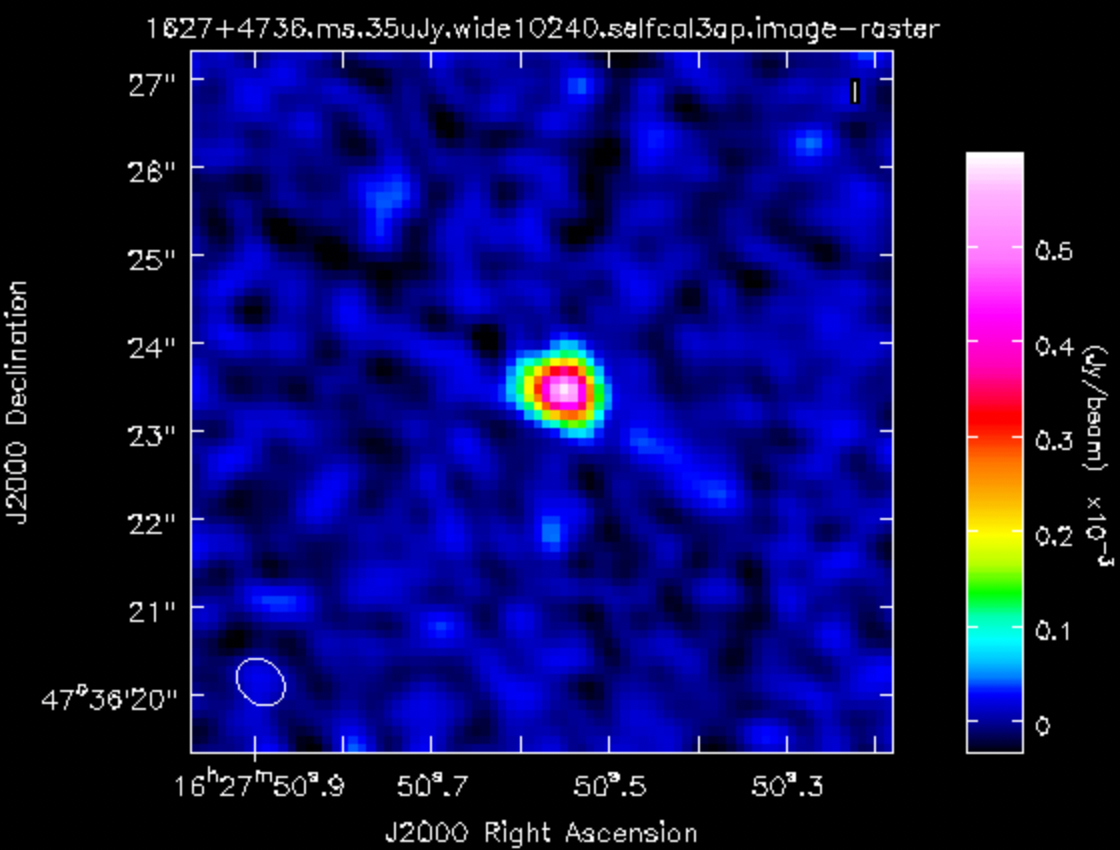 1627+4736.ms.35uJy.wide10240.selfcal3ap.image-raster
27"
26"
25"
24"
23"
22"
21"
47°36'20"
J2000 Declination
I
16ʰ27ᵐ50ˢ.9 50ˢ.7 50ˢ.5 50ˢ.3
J2000 Right Ascension
0.6
0.4
0.3
0.2
0.1
0
(Jy/beam) ×10⁻³